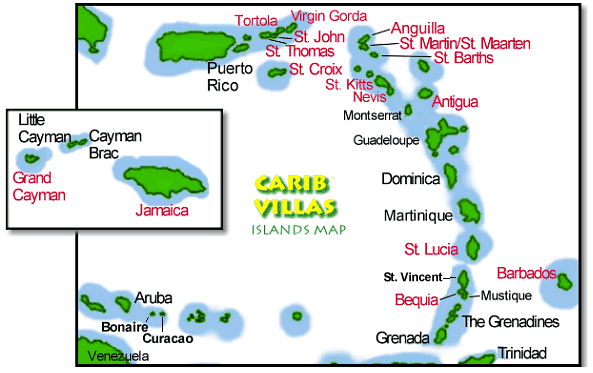 Tortola
Virgin Gorda
St. John
St. Thomas
Puerto
Rico
St. Croix
Anguilla
St. Martin/St. Maarten
St. Barths
St. Kitts
Nevis
Antigua
Montserrat
Guadeloupe
Little
Cayman
Cayman
Brac
Grand
Cayman
Jamaica
CARIB
VILLAS
ISLANDS MAP
Dominica
Martinique
St. Lucia
St. Vincent
Barbados
Bequia
Mustique
The Grenadines
Grenada
Trinidad
Aruba
Bonaire
Curacao
Venezuela